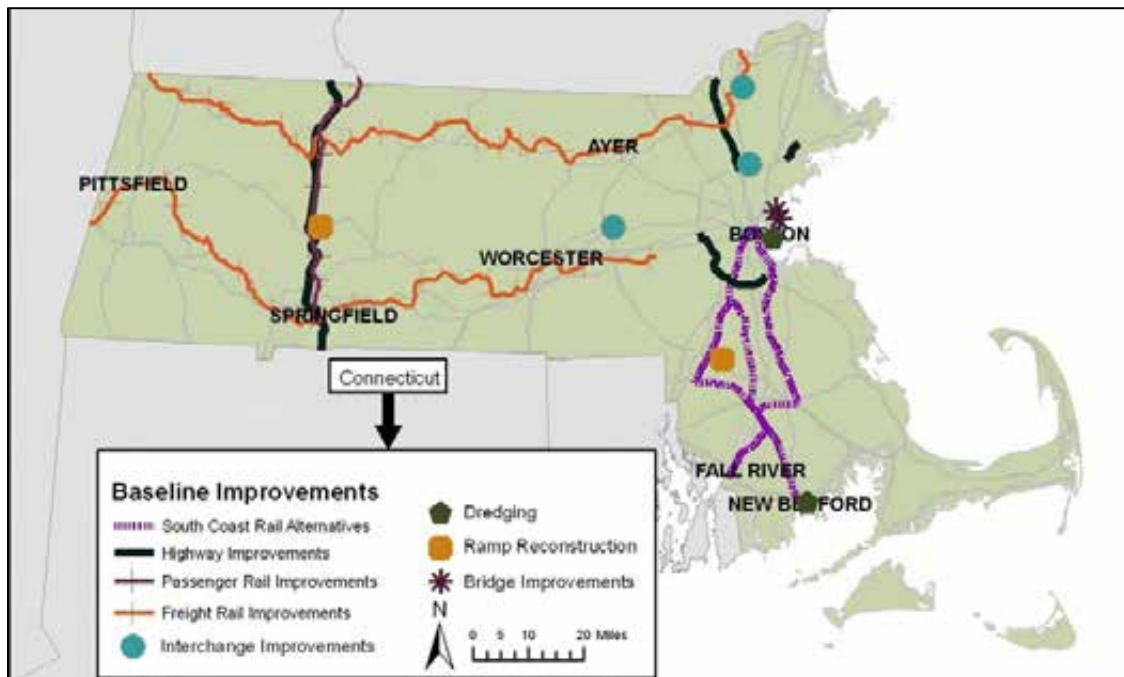 AYER
PITTSFIELD
BOSTON
WORCESTER
SPRINGFIELD
Connecticut
FALL RIVER
NEW BEDFORD
Baseline Improvements
South Coast Rail Alternatives
Highway Improvements
Passenger Rail Improvements
Freight Rail Improvements
Interchange Improvements
Dredging
Ramp Reconstruction
Bridge Improvements
N
0 5 10 20 Miles